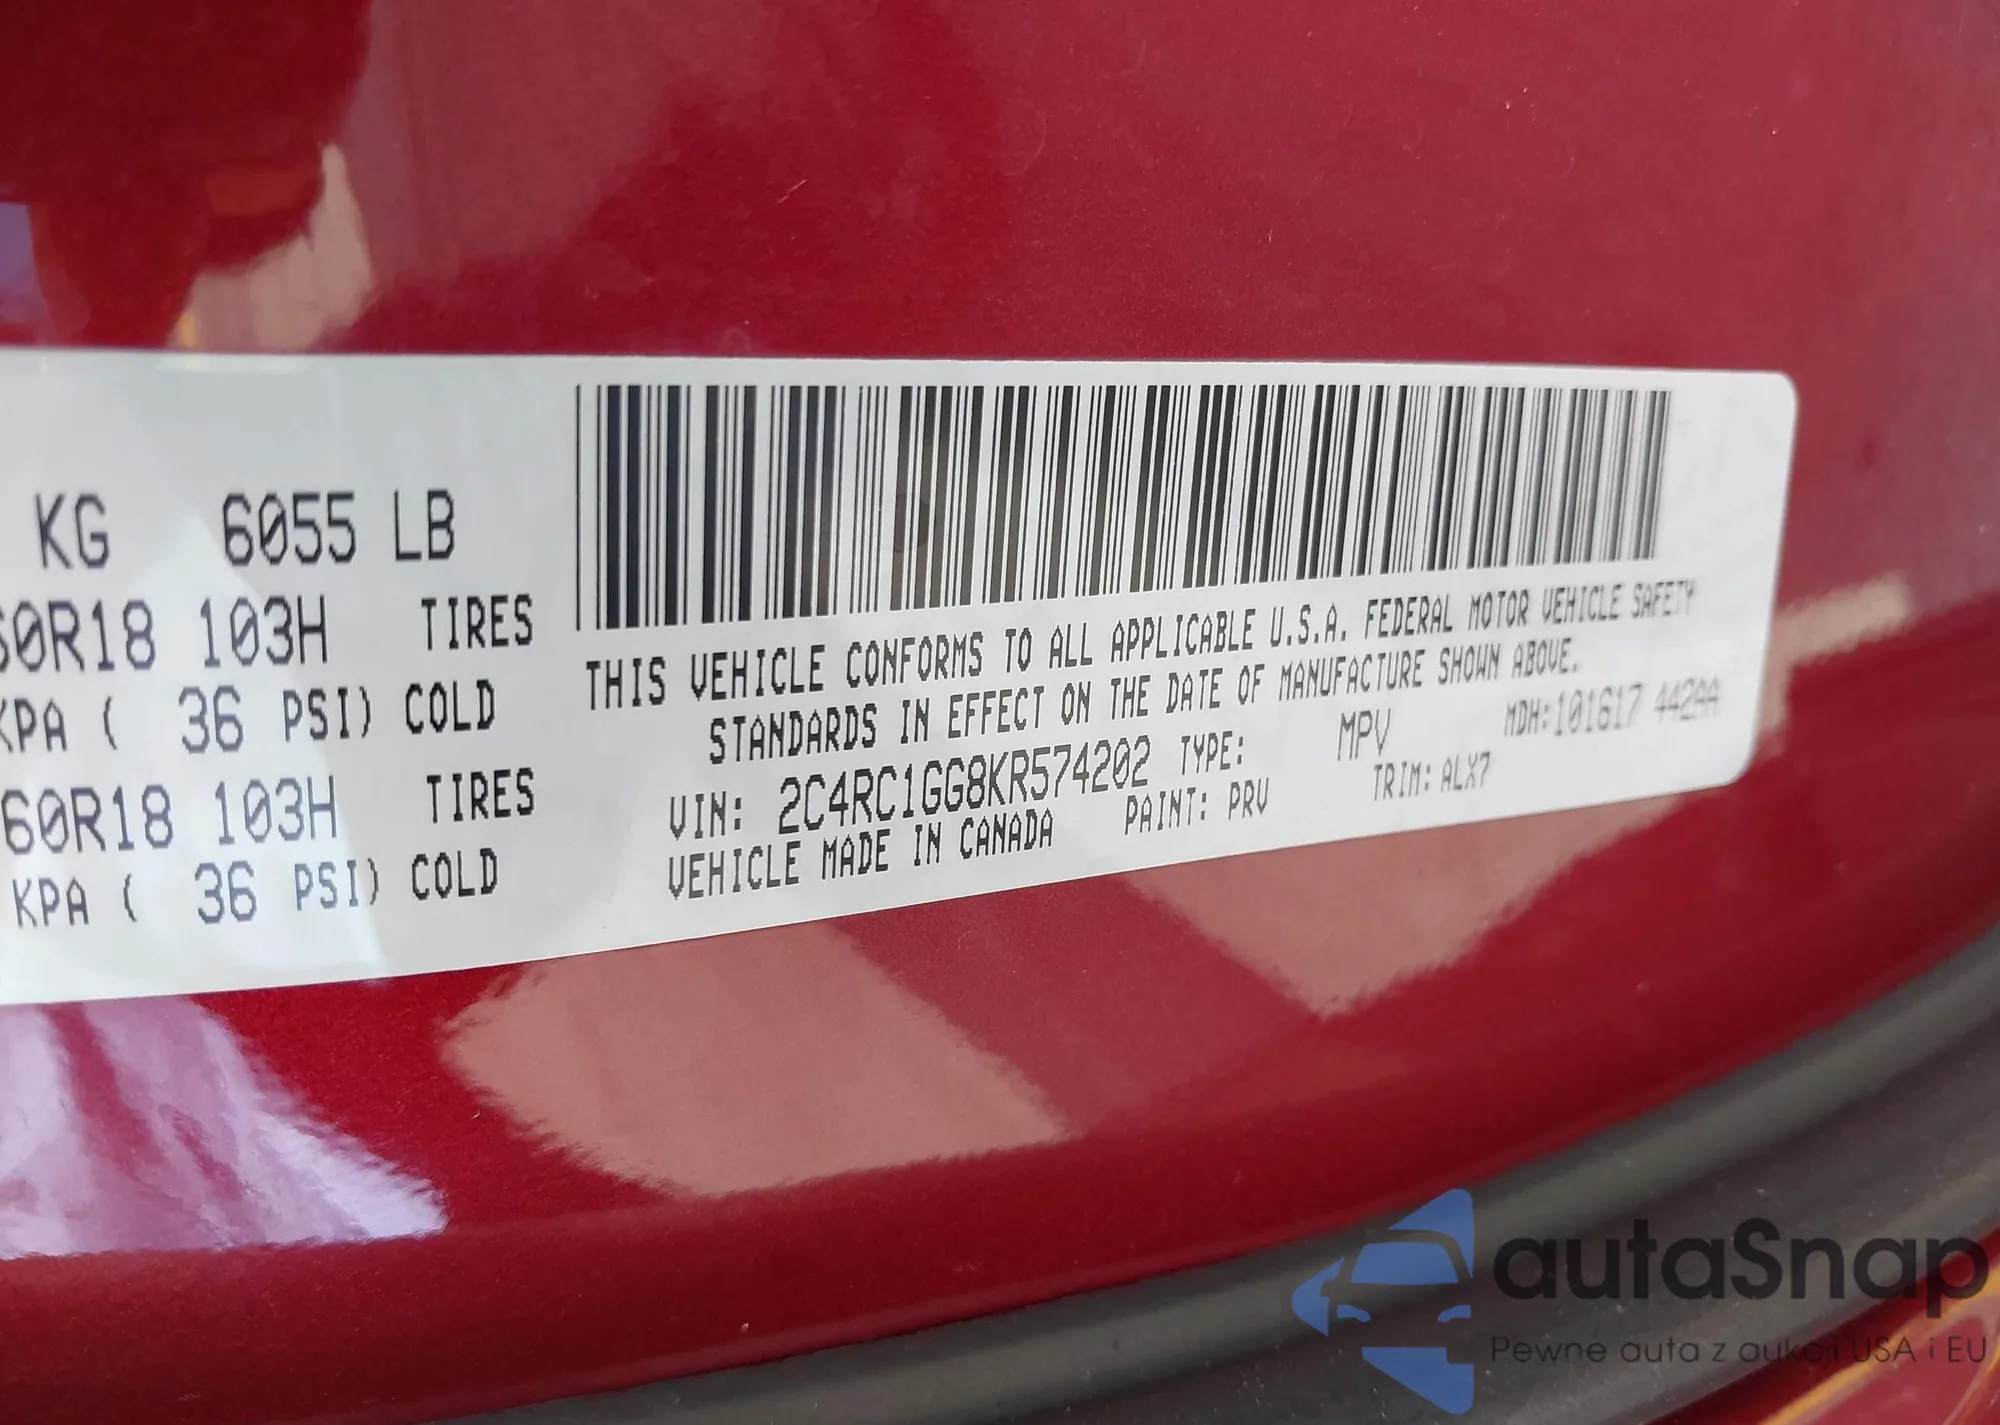 KG 6055 LB
60R18 103H TIRES
KPA ( 36 PSI) COLD
60R18 103H TIRES
KPA ( 36 PSI) COLD
THIS VEHICLE CONFORMS TO ALL APPLICABLE U.S.A. FEDERAL MOTOR VEHICLE SAFETY
STANDARDS IN EFFECT ON THE DATE OF MANUFACTURE SHOWN ABOVE.
VIN: 2C4RC1GG8KR574202 TYPE: MPV MDH:101617 442AA
VEHICLE MADE IN CANADA PAINT: PRV TRIM: ALX7
autaSnap
Pewne auta z aukcji USA i EU